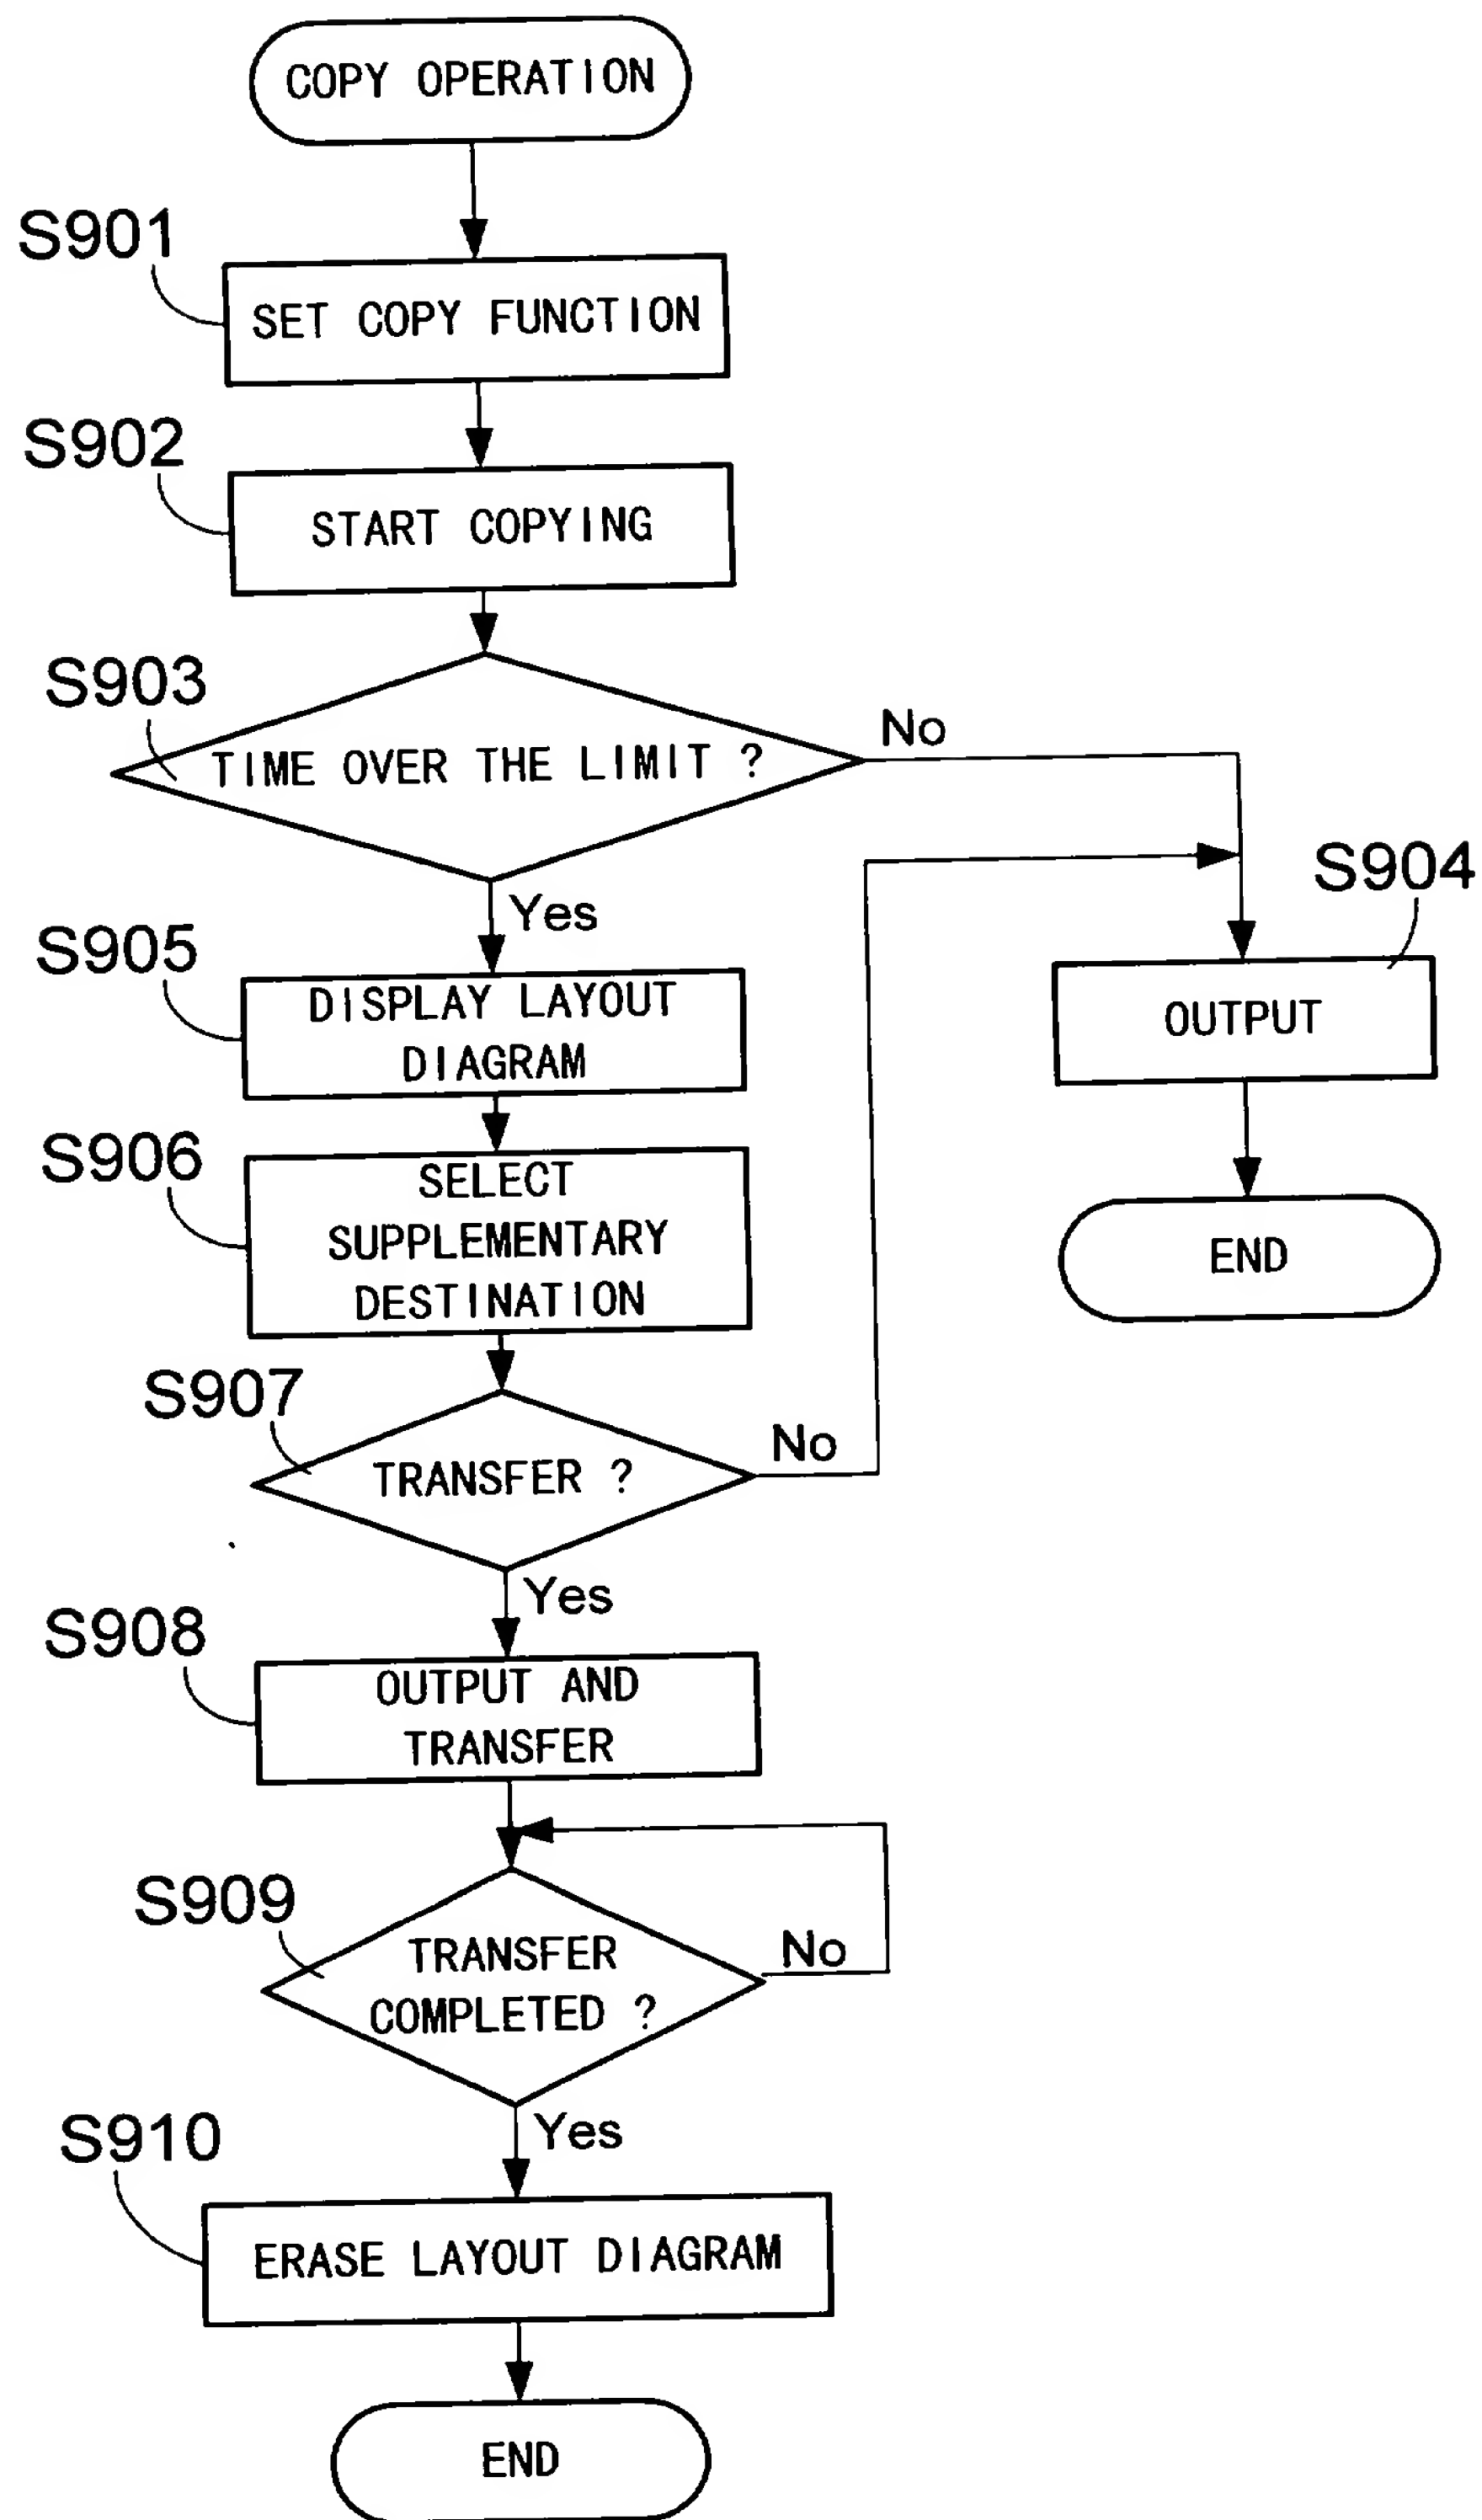 COPY OPERATION
S901
SET COPY FUNCTION
S902
START COPYING
S903
TIME OVER THE LIMIT ?
No
Yes
S904
OUTPUT
END
S905
DISPLAY LAYOUT
DIAGRAM
S906
SELECT
SUPPLEMENTARY
DESTINATION
S907
TRANSFER ?
No
Yes
S908
OUTPUT AND
TRANSFER
S909
TRANSFER
COMPLETED ?
No
Yes
S910
ERASE LAYOUT DIAGRAM
END